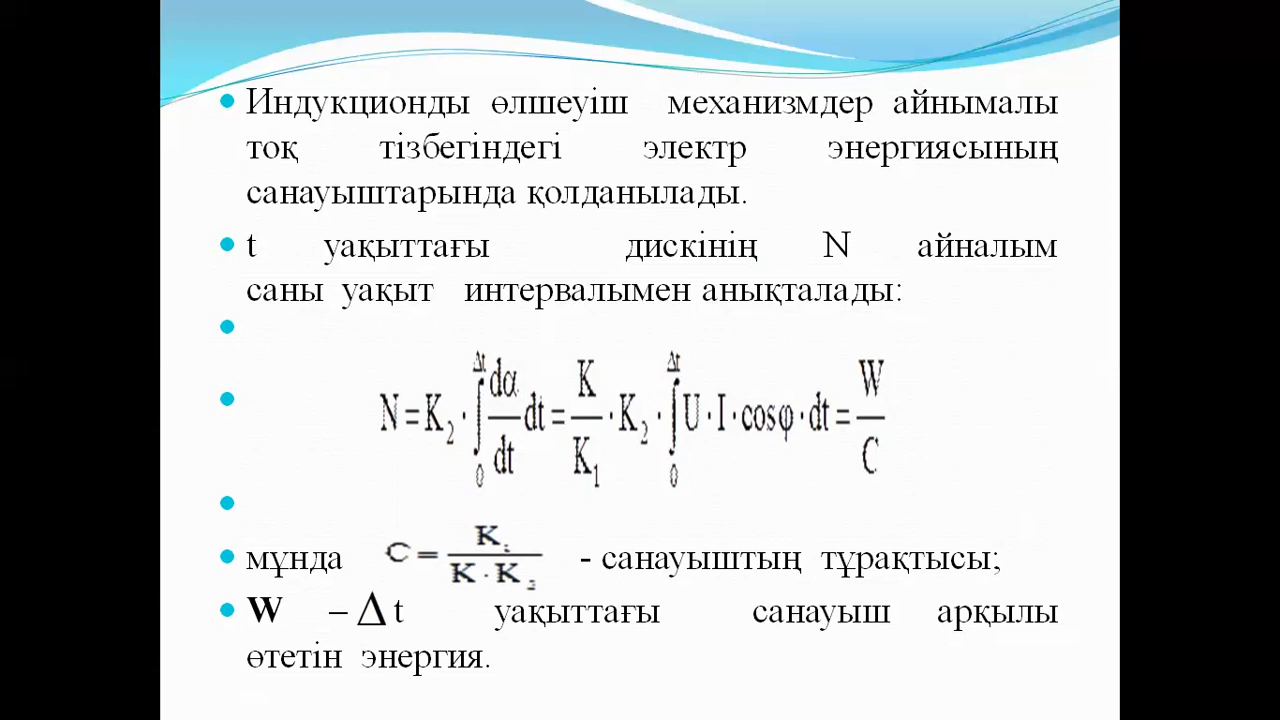 • Индукционды өлшеуіш механизмдер айнымалы
тоқ тізбегіндегі электр энергиясының
санауыштарында қолданылады.
• t уақыттағы дискінің N айналым
саны уақыт интервалымен анықталады:
•
• N = K₂ · ∫₀^Δt dα/dt dt = K/K₁ · K₂ · ∫₀^Δt U · I · cosφ · dt = W/C
•
• мұнда C = K₁/(K · K₂) - санауыштың тұрақтысы;
• W – Δ t уақыттағы санауыш арқылы
өтетін энергия.